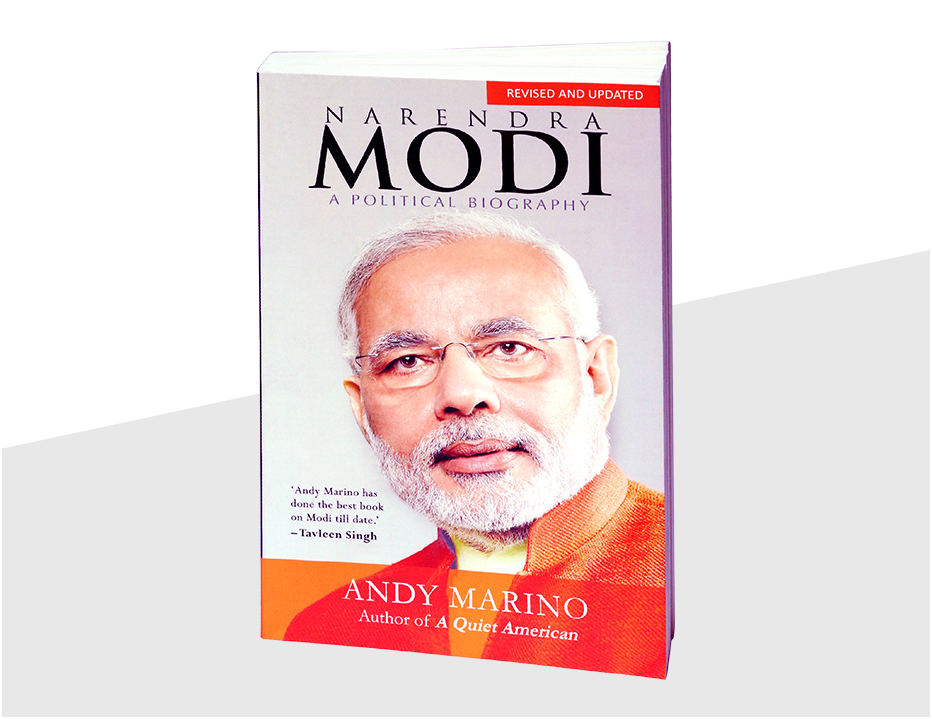 REVISED AND UPDATED
NARENDRA
MODI
A POLITICAL BIOGRAPHY
‘Andy Marino has
done the best book
on Modi till date.’
–Tavleen Singh
ANDY MARINO
Author of A Quiet American